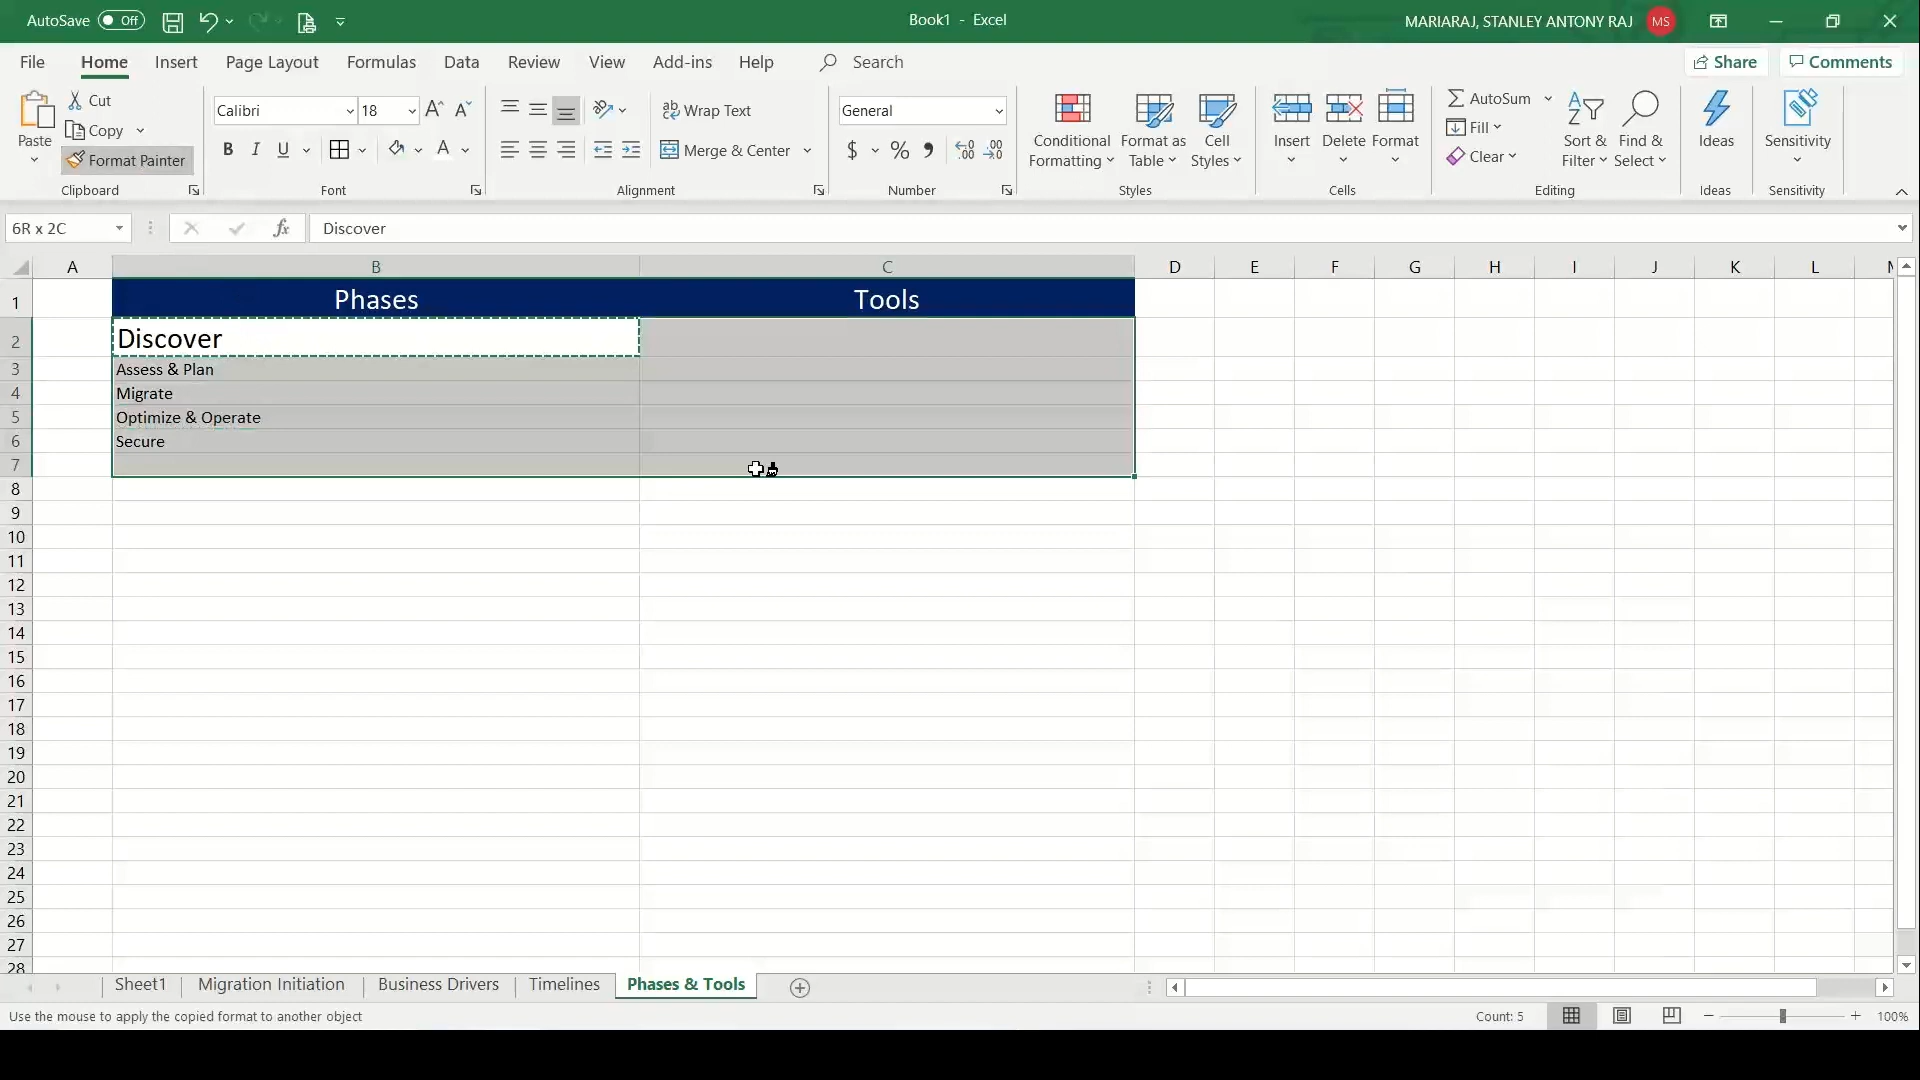 AutoSave Off
Book1 - Excel
MARIARAJ, STANLEY ANTONY RAJ MS
File Home Insert Page Layout Formulas Data Review View Add-ins Help Search Share Comments
Paste
Cut
Copy
Format Painter
Clipboard
Calibri 18
B I U
Font
Wrap Text
Merge & Center
Alignment
General
$ % ,
Number
Conditional Formatting
Format as Table
Cell Styles
Styles
Insert Delete Format
Cells
AutoSum
Fill
Clear
Sort & Filter
Find & Select
Editing
Ideas
Ideas
Sensitivity
Sensitivity
6R x 2C fx Discover
A B C D E F G H I J K L
1 Phases Tools
2 Discover
3 Assess & Plan
4 Migrate
5 Optimize & Operate
6 Secure
7
8
9
10
11
12
13
14
15
16
17
18
19
20
21
22
23
24
25
26
27
28
Sheet1 Migration Initiation Business Drivers Timelines Phases & Tools
Use the mouse to apply the copied format to another object Count: 5 100%